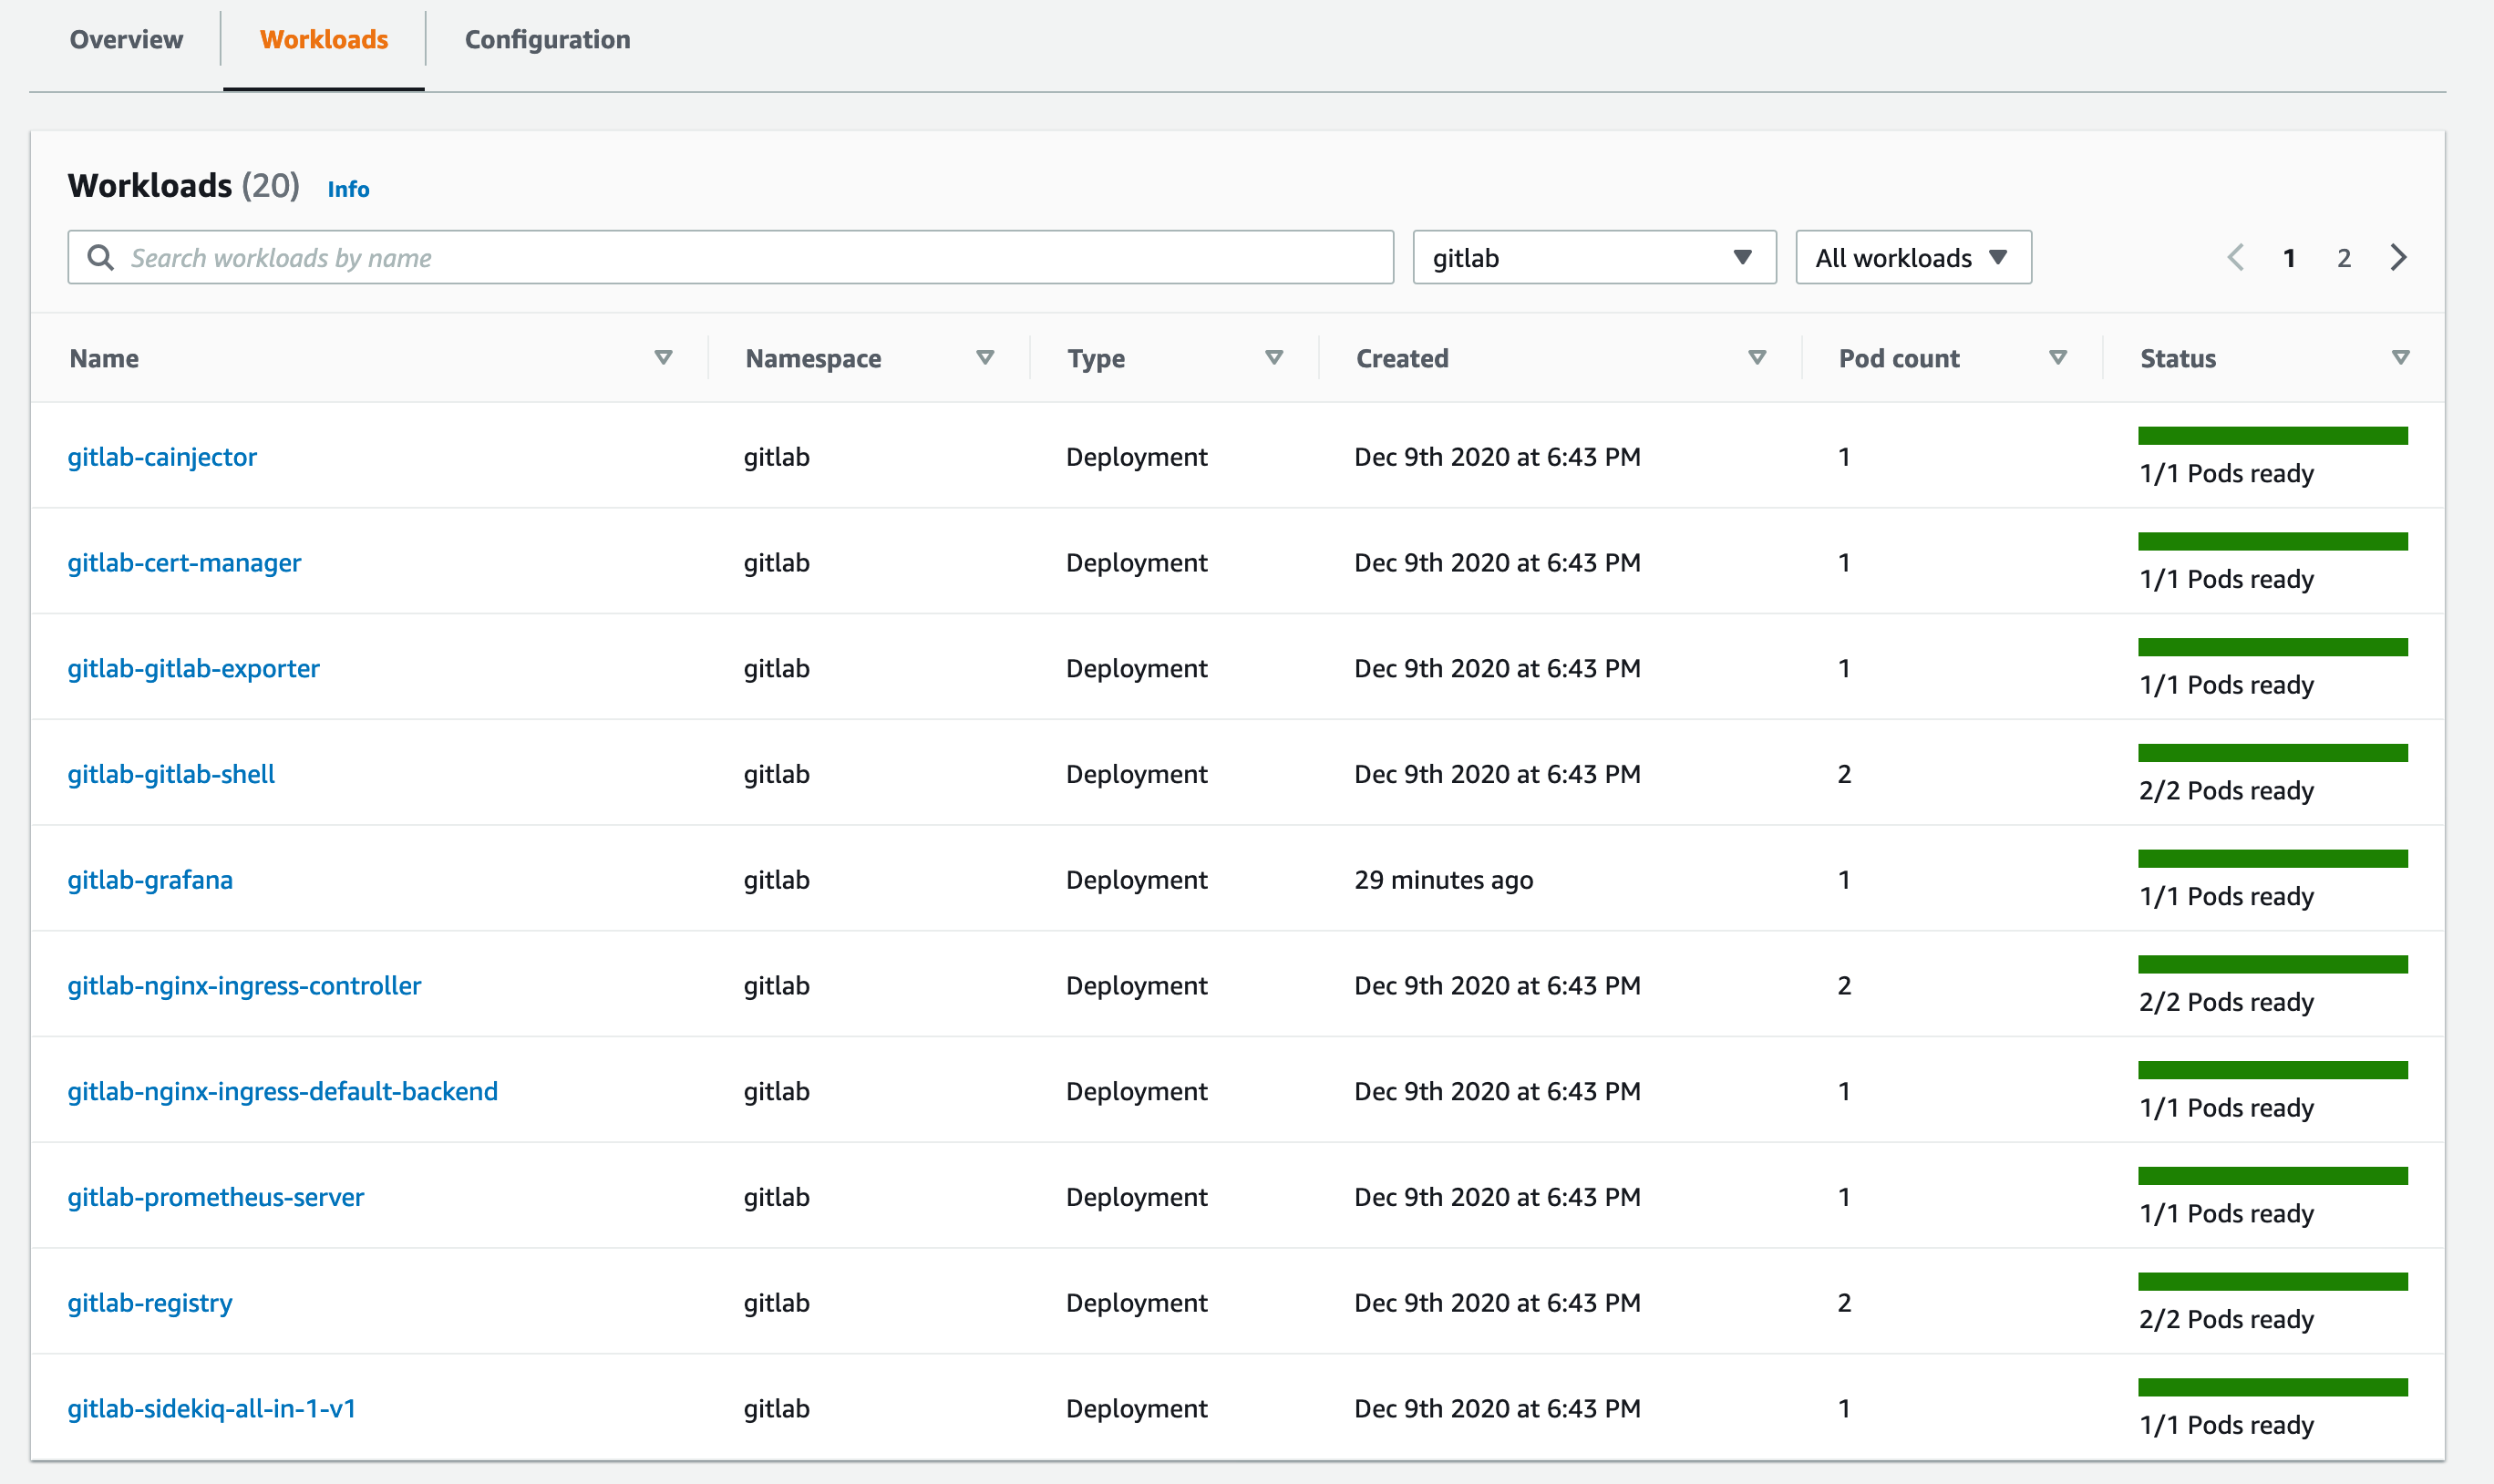 Overview Workloads Configuration
Workloads (20) Info
Search workloads by name gitlab All workloads 1 2
Name Namespace Type Created Pod count Status
gitlab-cainjector gitlab Deployment Dec 9th 2020 at 6:43 PM 1 1/1 Pods ready
gitlab-cert-manager gitlab Deployment Dec 9th 2020 at 6:43 PM 1 1/1 Pods ready
gitlab-gitlab-exporter gitlab Deployment Dec 9th 2020 at 6:43 PM 1 1/1 Pods ready
gitlab-gitlab-shell gitlab Deployment Dec 9th 2020 at 6:43 PM 2 2/2 Pods ready
gitlab-grafana gitlab Deployment 29 minutes ago 1 1/1 Pods ready
gitlab-nginx-ingress-controller gitlab Deployment Dec 9th 2020 at 6:43 PM 2 2/2 Pods ready
gitlab-nginx-ingress-default-backend gitlab Deployment Dec 9th 2020 at 6:43 PM 1 1/1 Pods ready
gitlab-prometheus-server gitlab Deployment Dec 9th 2020 at 6:43 PM 1 1/1 Pods ready
gitlab-registry gitlab Deployment Dec 9th 2020 at 6:43 PM 2 2/2 Pods ready
gitlab-sidekiq-all-in-1-v1 gitlab Deployment Dec 9th 2020 at 6:43 PM 1 1/1 Pods ready